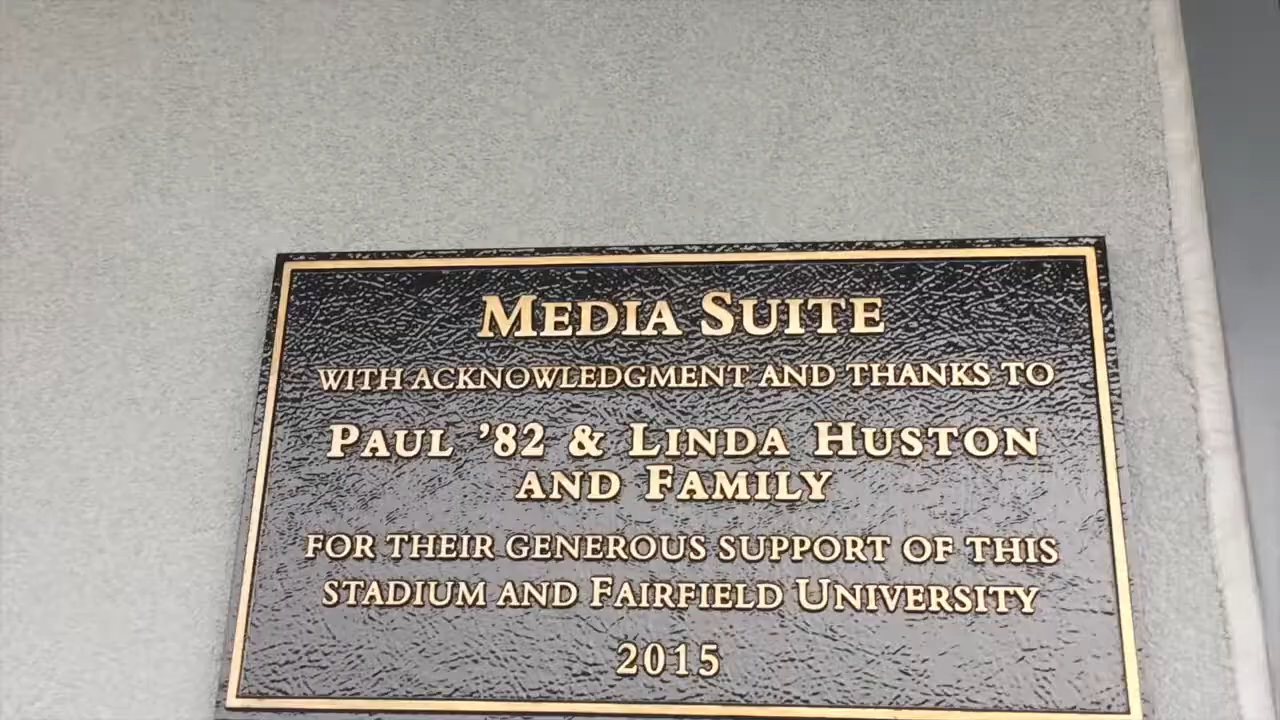 MEDIA SUITE
WITH ACKNOWLEDGMENT AND THANKS TO
PAUL ’82 & LINDA HUSTON
AND FAMILY
FOR THEIR GENEROUS SUPPORT OF THIS
STADIUM AND FAIRFIELD UNIVERSITY
2015